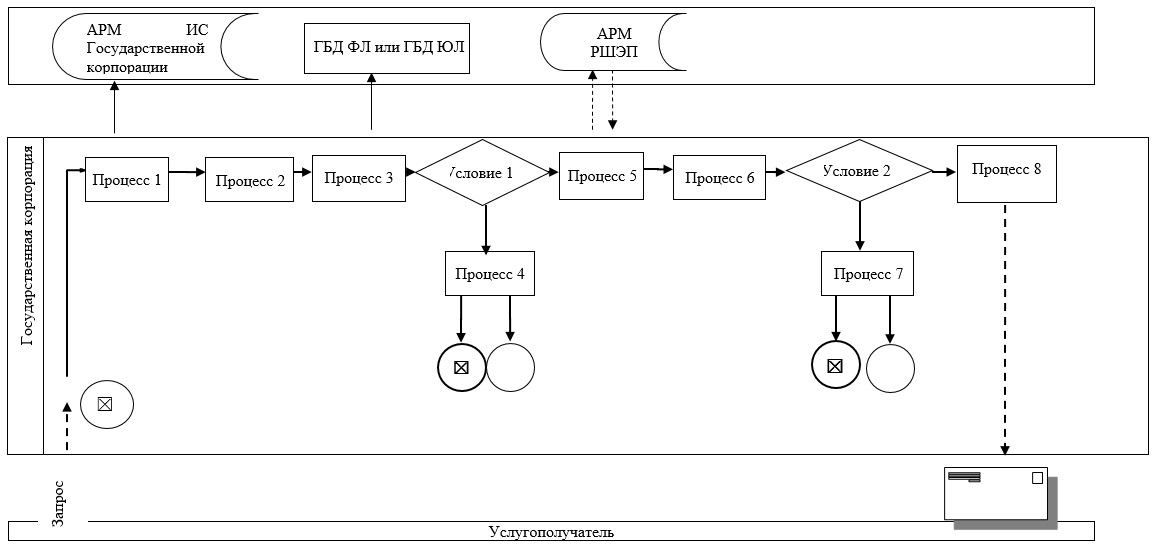 АРМ ИС
Государственной
корпорации
ГБД ФЛ или ГБД ЮЛ
АРМ
РШЭП
Государственная корпорация
Процесс 1
Процесс 2
Процесс 3
Условие 1
Процесс 5
Процесс 6
Условие 2
Процесс 8
Процесс 4
Процесс 7
Запрос
Услугополучатель